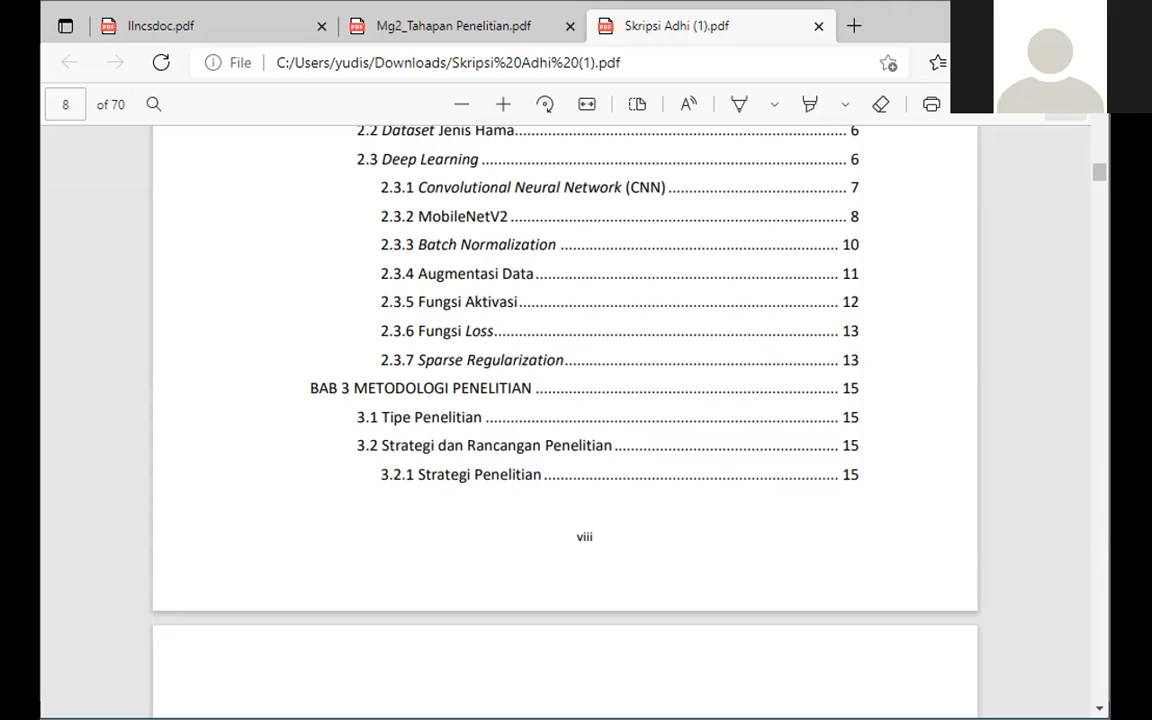 llncsdoc.pdf
Mg2_Tahapan Penelitian.pdf
Skripsi Adhi (1).pdf
File
C:/Users/yudis/Downloads/Skripsi%20Adhi%20(1).pdf
8 of 70
2.2 Dataset Jenis Hama.......... 6
2.3 Deep Learning .......... 6
2.3.1 Convolutional Neural Network (CNN) .......... 7
2.3.2 MobileNetV2 .......... 8
2.3.3 Batch Normalization .......... 10
2.3.4 Augmentasi Data .......... 11
2.3.5 Fungsi Aktivasi .......... 12
2.3.6 Fungsi Loss .......... 13
2.3.7 Sparse Regularization .......... 13
BAB 3 METODOLOGI PENELITIAN .......... 15
3.1 Tipe Penelitian .......... 15
3.2 Strategi dan Rancangan Penelitian .......... 15
3.2.1 Strategi Penelitian .......... 15
viii